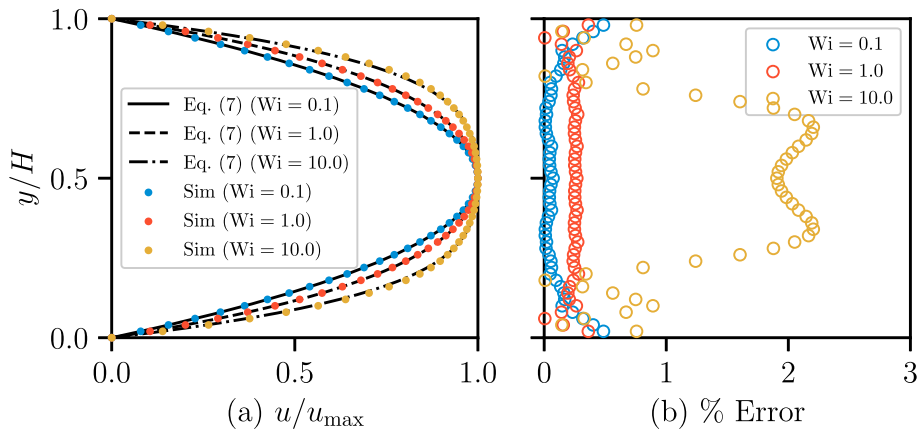 1.0
0.5
0.0
y/H
Eq. (7) (Wi = 0.1)
Eq. (7) (Wi = 1.0)
Eq. (7) (Wi = 10.0)
Sim (Wi = 0.1)
Sim (Wi = 1.0)
Sim (Wi = 10.0)
0.0
0.5
1.0
(a) u/u_max
Wi = 0.1
Wi = 1.0
Wi = 10.0
0
1
2
3
(b) % Error